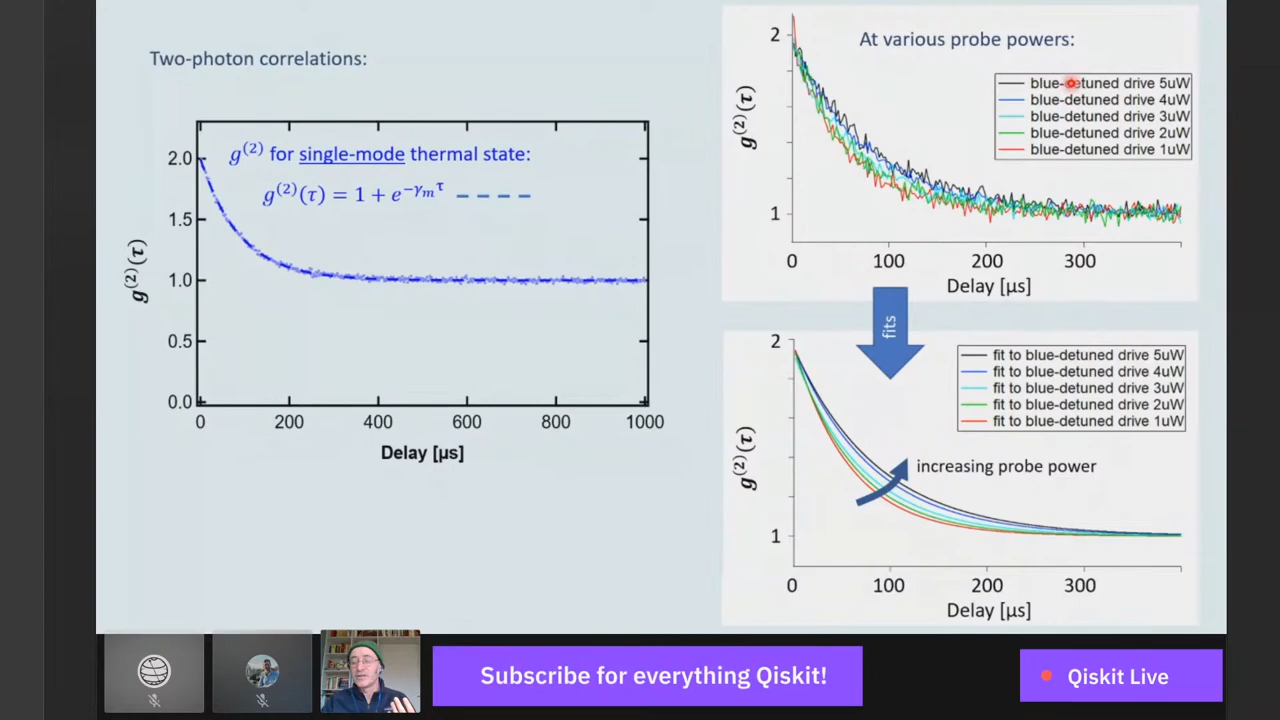 Two-photon correlations:
g^(2) for single-mode thermal state:
g^(2)(τ) = 1 + e^{-γ_m τ}
2.0
1.5
1.0
0.5
0.0
g^(2)(τ)
0 200 400 600 800 1000
Delay [µs]
At various probe powers:
2
1
g^(2)(τ)
blue-detuned drive 5uW
blue-detuned drive 4uW
blue-detuned drive 3uW
blue-detuned drive 2uW
blue-detuned drive 1uW
0 100 200 300
Delay [µs]
fits
2
1
g^(2)(τ)
fit to blue-detuned drive 5uW
fit to blue-detuned drive 4uW
fit to blue-detuned drive 3uW
fit to blue-detuned drive 2uW
fit to blue-detuned drive 1uW
increasing probe power
0 100 200 300
Delay [µs]
Subscribe for everything Qiskit!
Qiskit Live